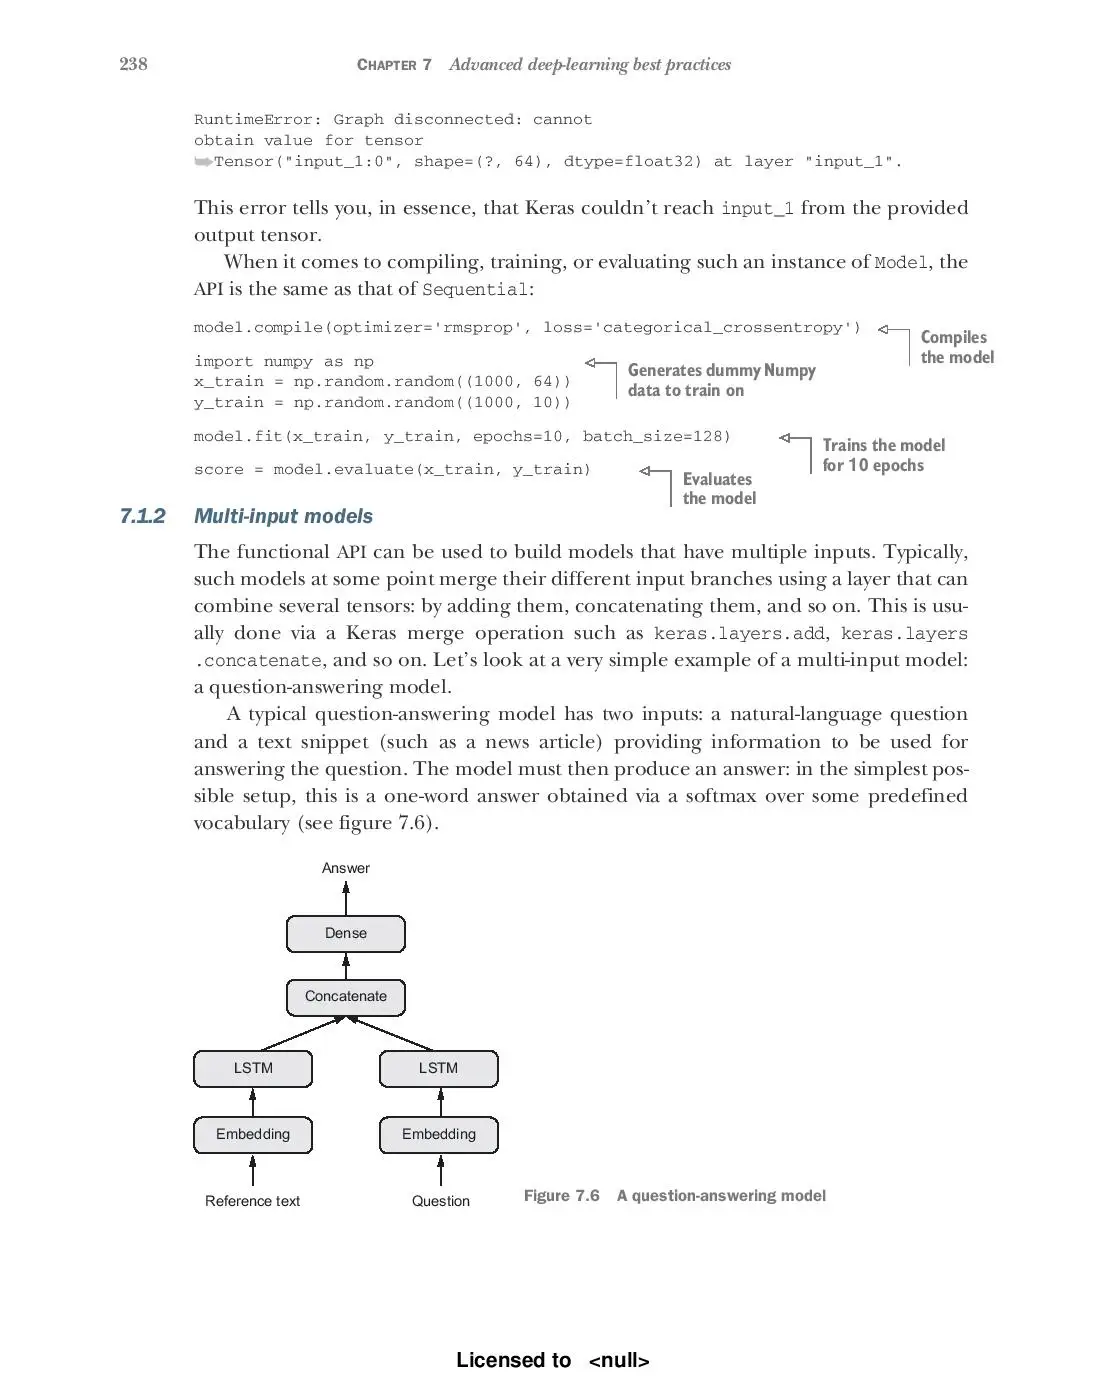 238 CHAPTER 7 Advanced deep-learning best practices
RuntimeError: Graph disconnected: cannot
obtain value for tensor
➥Tensor("input_1:0", shape=(?, 64), dtype=float32) at layer "input_1".
This error tells you, in essence, that Keras couldn't reach input_1 from the provided
output tensor.
When it comes to compiling, training, or evaluating such an instance of Model, the
API is the same as that of Sequential:
model.compile(optimizer='rmsprop', loss='categorical_crossentropy')
Compiles
the model
import numpy as np
x_train = np.random.random((1000, 64))
y_train = np.random.random((1000, 10))
Generates dummy Numpy
data to train on
model.fit(x_train, y_train, epochs=10, batch_size=128)
Trains the model
for 10 epochs
score = model.evaluate(x_train, y_train)
Evaluates
the model
7.1.2 Multi-input models
The functional API can be used to build models that have multiple inputs. Typically,
such models at some point merge their different input branches using a layer that can
combine several tensors: by adding them, concatenating them, and so on. This is usu-
ally done via a Keras merge operation such as keras.layers.add, keras.layers
.concatenate, and so on. Let's look at a very simple example of a multi-input model:
a question-answering model.
A typical question-answering model has two inputs: a natural-language question
and a text snippet (such as a news article) providing information to be used for
answering the question. The model must then produce an answer: in the simplest pos-
sible setup, this is a one-word answer obtained via a softmax over some predefined
vocabulary (see figure 7.6).
Answer
Dense
Concatenate
LSTM LSTM
Embedding Embedding
Reference text Question
Figure 7.6 A question-answering model
Licensed to <null>